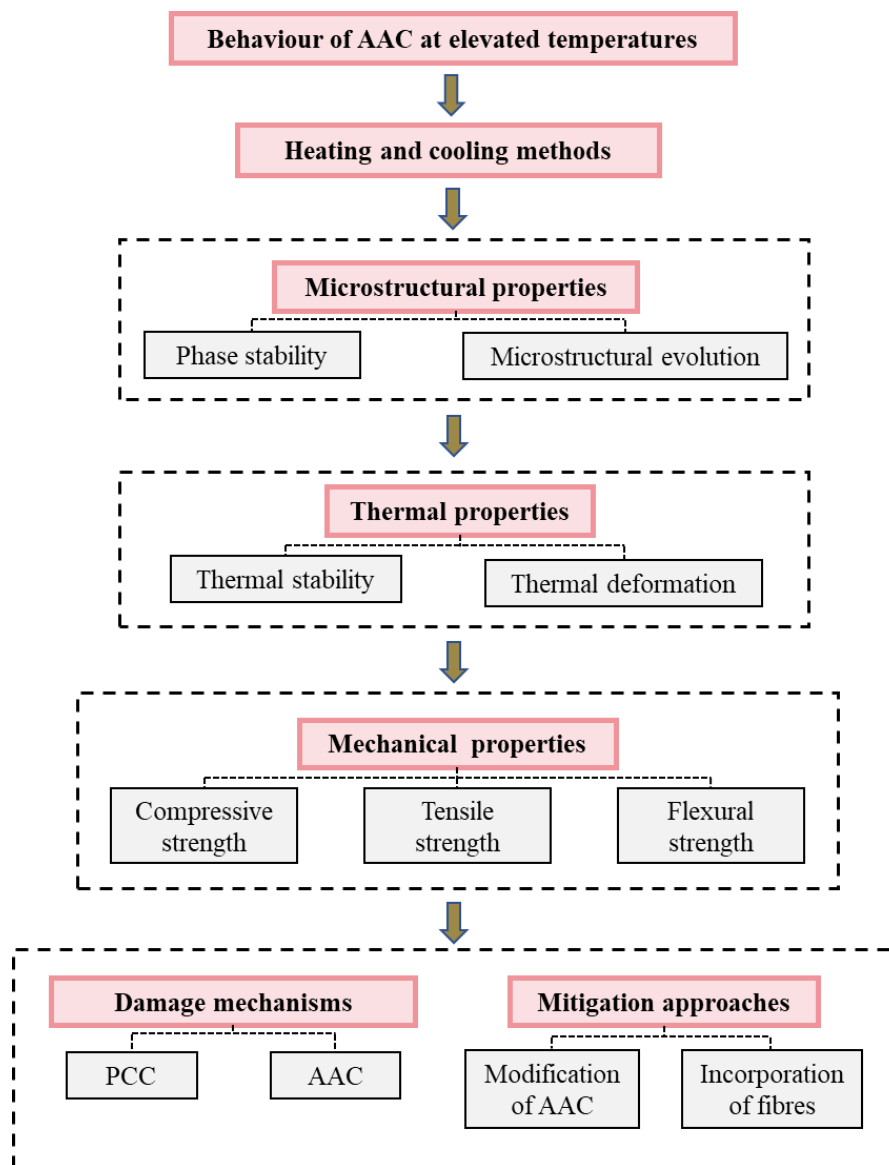 Behaviour of AAC at elevated temperatures
Heating and cooling methods
Microstructural properties
Phase stability
Microstructural evolution
Thermal properties
Thermal stability
Thermal deformation
Mechanical properties
Compressive
strength
Tensile
strength
Flexural
strength
Damage mechanisms
PCC
AAC
Mitigation approaches
Modification
of AAC
Incorporation
of fibres